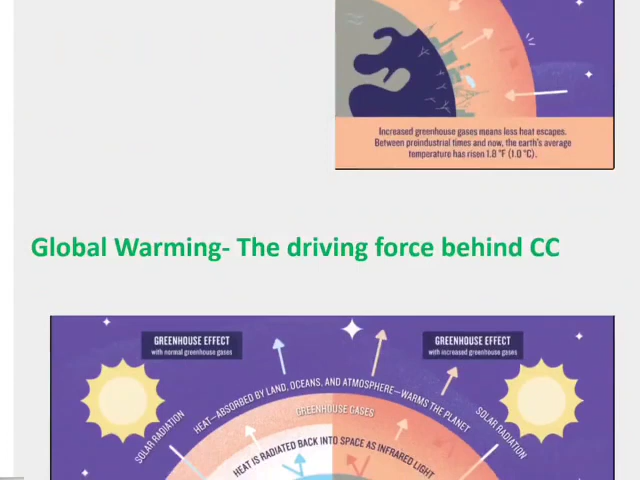 Increased greenhouse gases means less heat escapes.
Between preindustrial times and now, the earth's average
temperature has risen 1.8 °F (1.0 °C).
Global Warming- The driving force behind CC
GREENHOUSE EFFECT
with normal greenhouse gases
GREENHOUSE EFFECT
with increased greenhouse gases
HEAT—ABSORBED BY LAND, OCEANS, AND ATMOSPHERE—WARMS THE PLANET
GREENHOUSE GASES
SOLAR RADIATION
SOLAR RADIATION
HEAT IS RADIATED BACK INTO SPACE AS INFRARED LIGHT